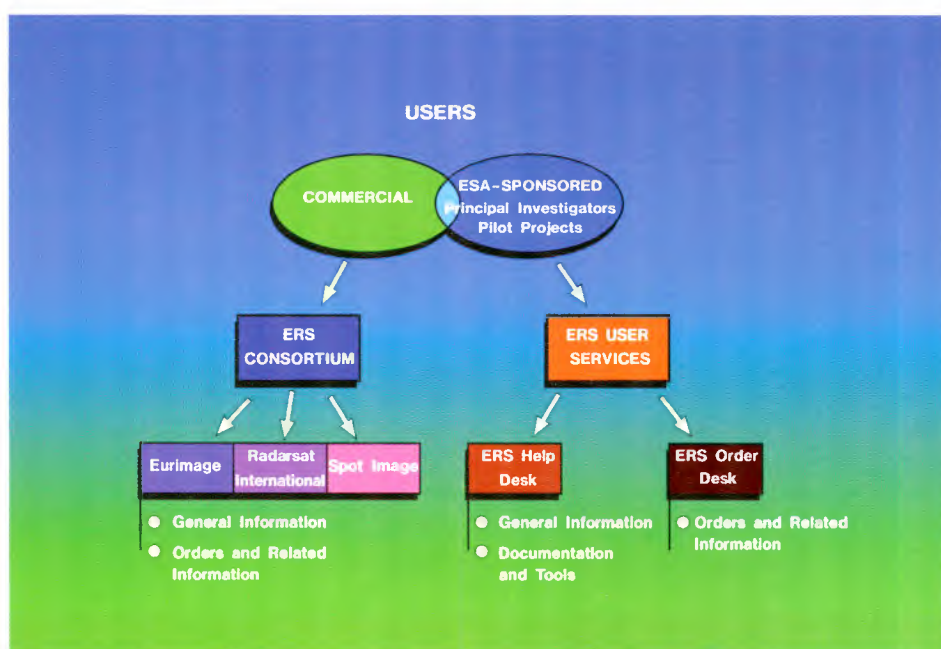 USERS
COMMERCIAL
ESA-SPONSORED
Principal Investigators
Pilot Projects
ERS
CONSORTIUM
ERS USER
SERVICES
Eurimage
Radarsat
International
Spot Image
ERS Help
Desk
ERS Order
Desk
General Information
Orders and Related
Information
General Information
Documentation
and Tools
Orders and Related
Information